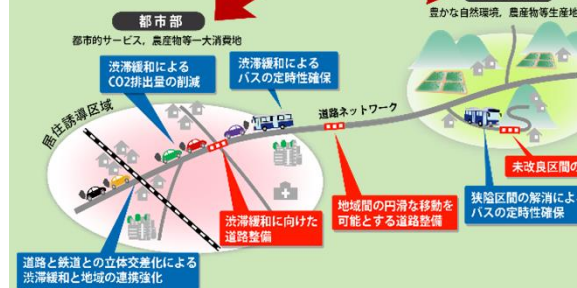 都市部
都市的サービス，農産物等一大消費地
豊かな自然環境，農産物等生産地
渋滞緩和による
CO2排出量の削減
渋滞緩和による
バスの定時性確保
居住誘導区域
道路ネットワーク
未改良区間の
渋滞緩和に向けた
道路整備
地域間の円滑な移動を
可能とする道路整備
狭隘区間の解消によ
バスの定時性確保
道路と鉄道との立体交差化による
渋滞緩和と地域の連携強化